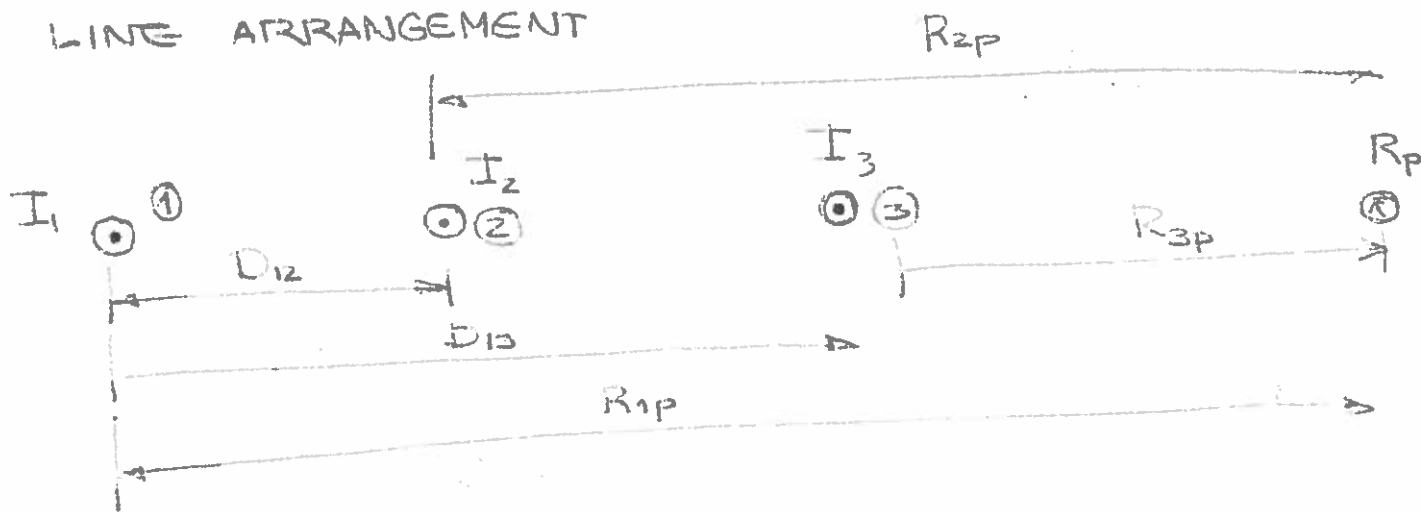 LINE ARRANGEMENT
R2p
I1 ① I2 ② I3 ③ Rp
D12 R3p
D13
R1p